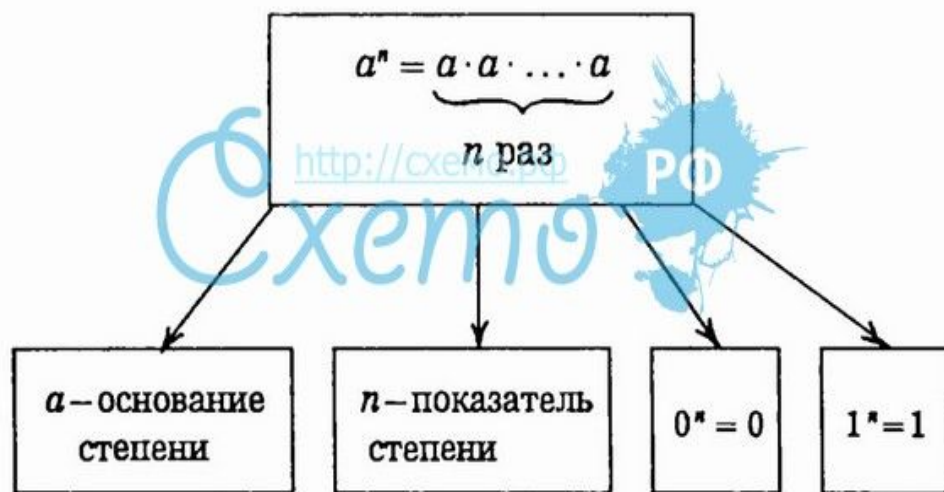 aⁿ = a · a · … · a
n раз
http://схемо.рф
Схемо
РФ
a – основание
степени
n – показатель
степени
0ⁿ = 0
1ⁿ = 1